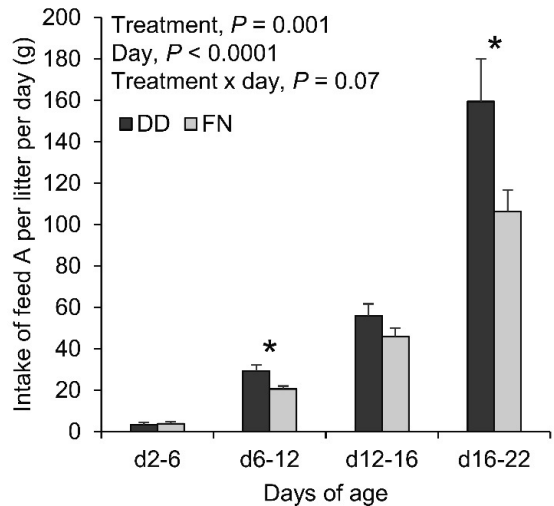 Treatment, P = 0.001
Day, P < 0.0001
Treatment x day, P = 0.07
DD FN
Intake of feed A per litter per day (g)
200
180
160
140
120
100
80
60
40
20
0
*
*
d2-6 d6-12 d12-16 d16-22
Days of age